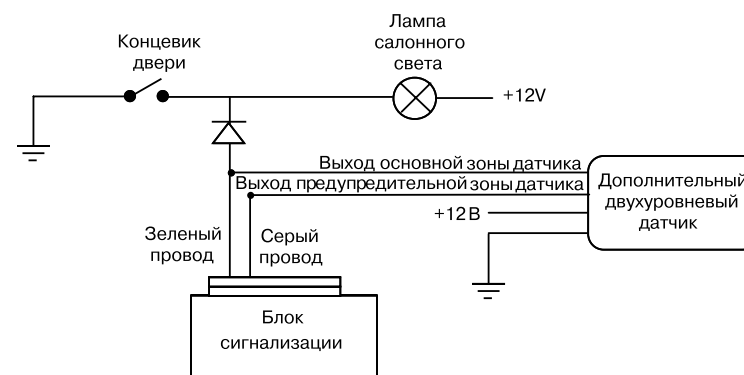 Лампа
салонного
света
Концевик
двери
+12V
Выход основной зоны датчика
Выход предупредительной зоны датчика
Дополнительный
двухуровневый
датчик
+12В
Зеленый
провод
Серый
провод
Блок
сигнализации